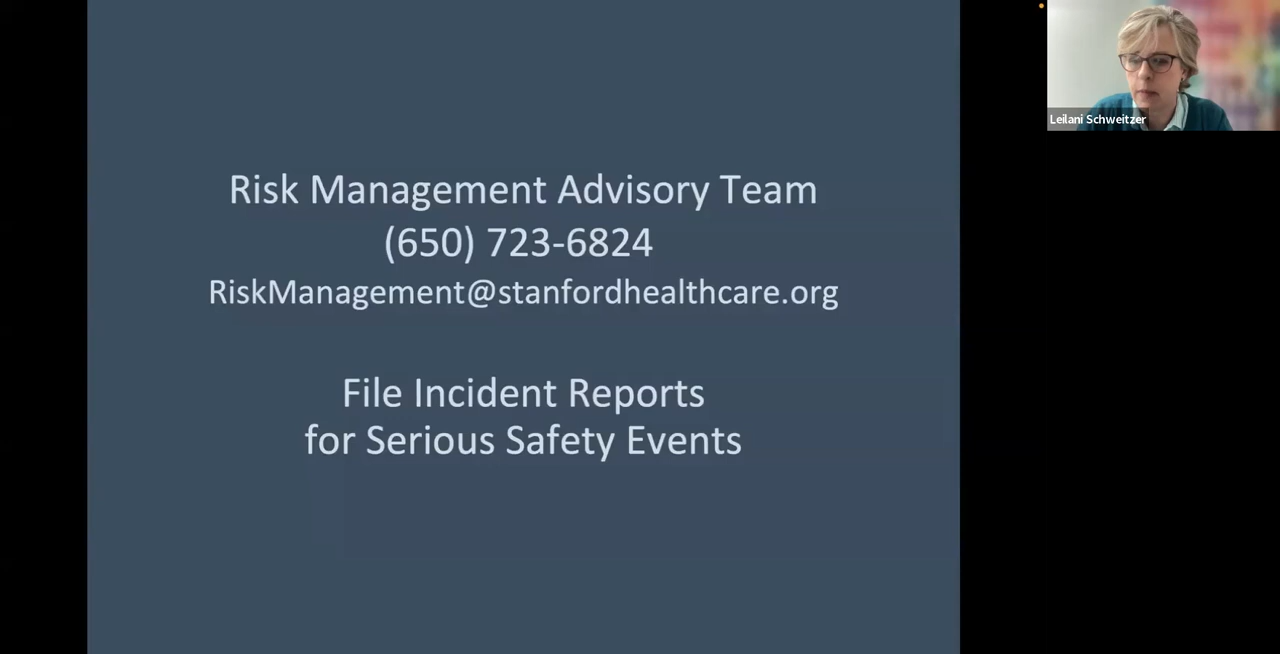 Risk Management Advisory Team
(650) 723-6824
RiskManagement@stanfordhealthcare.org
File Incident Reports
for Serious Safety Events
Leilani Schweitzer